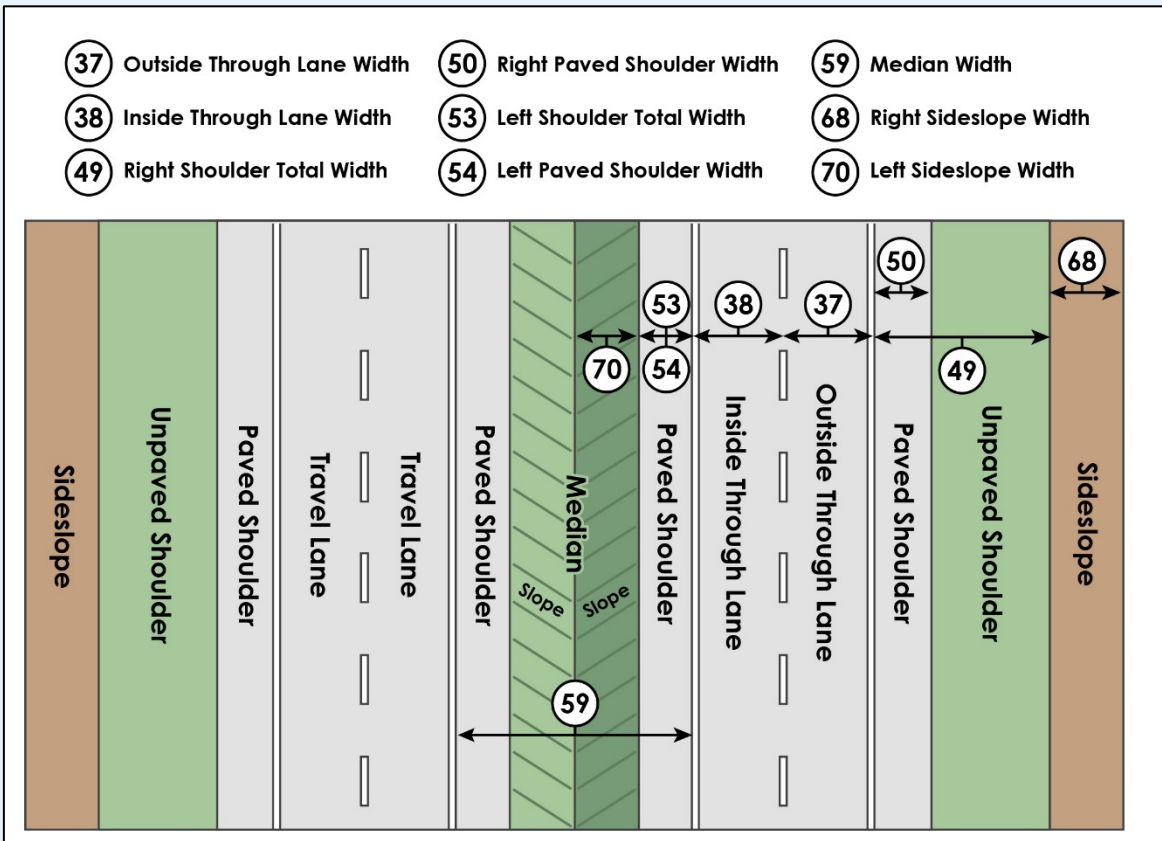 37 Outside Through Lane Width
50 Right Paved Shoulder Width
59 Median Width
38 Inside Through Lane Width
53 Left Shoulder Total Width
68 Right Sideslope Width
49 Right Shoulder Total Width
54 Left Paved Shoulder Width
70 Left Sideslope Width
50
68
53
38
37
70
54
49
Sideslope
Unpaved Shoulder
Paved Shoulder
Travel Lane
Travel Lane
Paved Shoulder
Median
Slope
Slope
Paved Shoulder
Inside Through Lane
Outside Through Lane
Paved Shoulder
Unpaved Shoulder
Sideslope
59